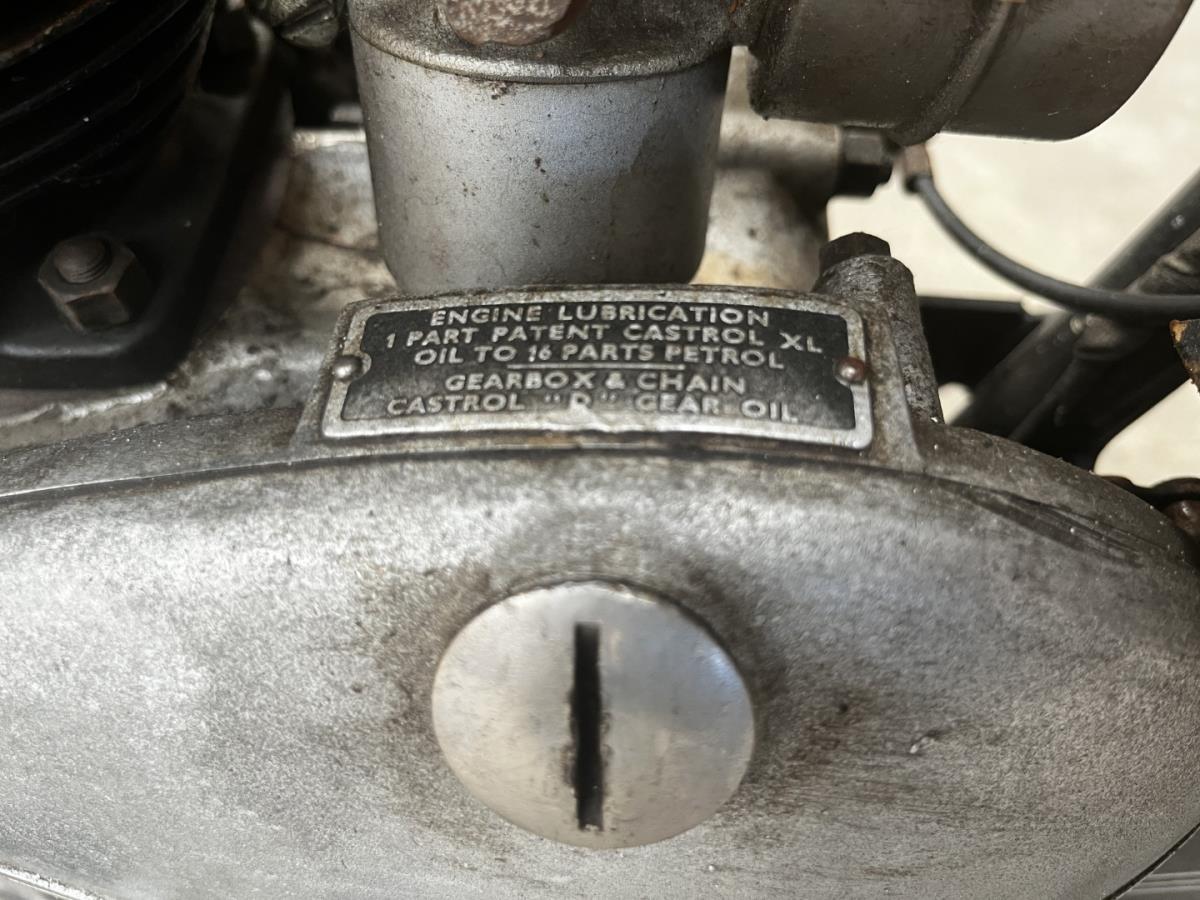 ENGINE LUBRICATION
1 PART PATENT CASTROL XL
OIL TO 16 PARTS PETROL
GEARBOX & CHAIN
CASTROL "D" GEAR OIL